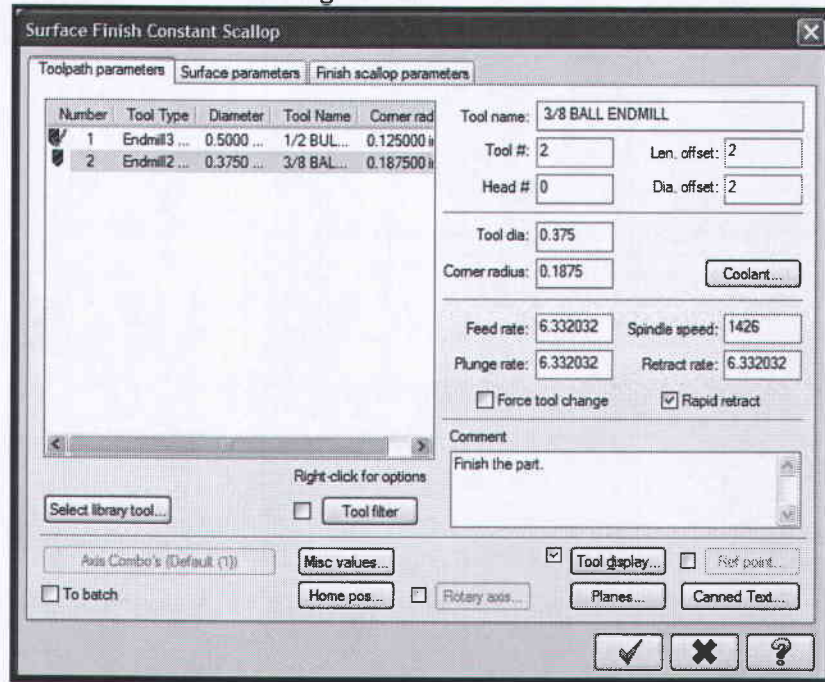 Surface Finish Constant Scallop
Toolpath parameters Surface parameters Finish scallop parameters
Number Tool Type Diameter Tool Name Corner rad
1 Endmill3 ... 0.5000 ... 1/2 BUL... 0.125000 i
2 Endmill2 ... 0.3750 ... 3/8 BAL... 0.187500 i
Right-click for options
Select library tool...
Tool filter
Tool name: 3/8 BALL ENDMILL
Tool #: 2 Len. offset: 2
Head # 0 Dia. offset: 2
Tool dia: 0.375
Corner radius: 0.1875 Coolant...
Feed rate: 6.332032 Spindle speed: 1426
Plunge rate: 6.332032 Retract rate: 6.332032
Force tool change Rapid retract
Comment
Finish the part.
Axis Combo's (Default (1)) Misc values... Tool display... Ref point...
To batch Home pos... Rotary axis... Planes... Canned Text...